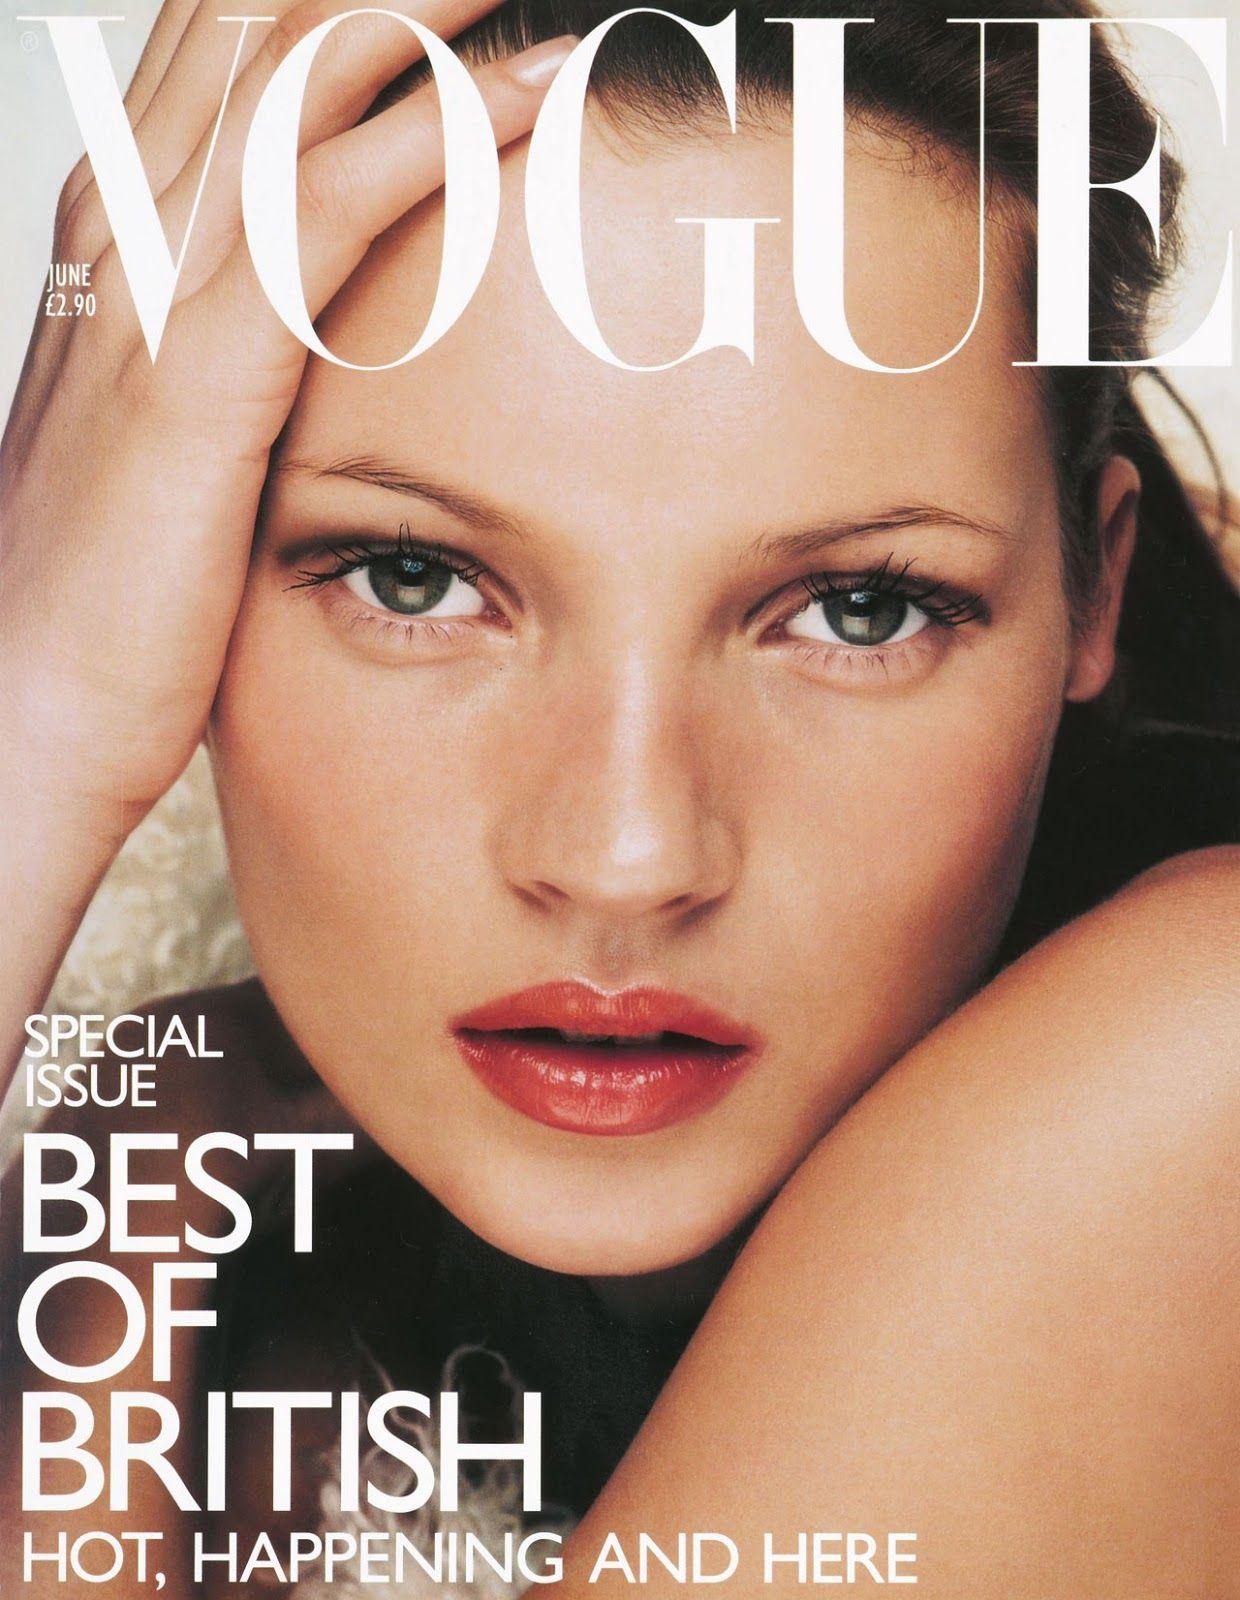 VOGUE
®
JUNE
£2.90
SPECIAL
ISSUE
BEST
OF
BRITISH
HOT, HAPPENING AND HERE